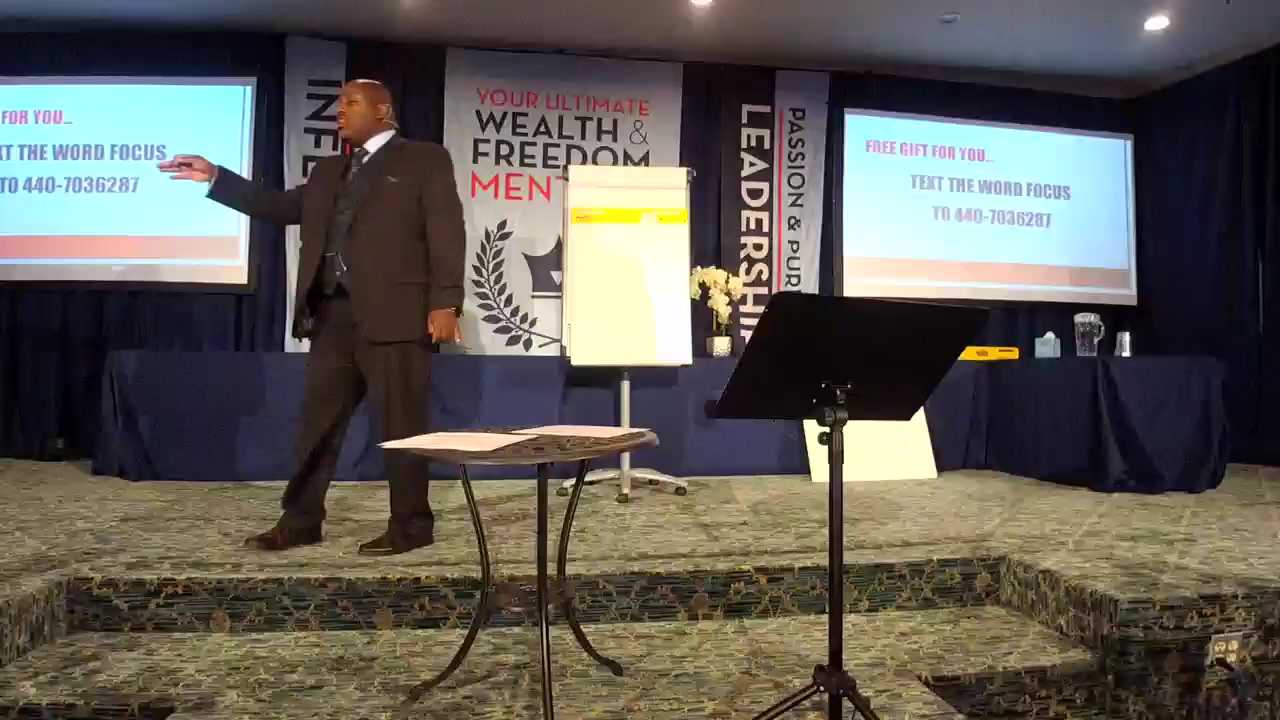 FOR YOU...
THE WORD FOCUS
TO 440-7036287
YOUR ULTIMATE
WEALTH &
FREEDOM
MEN
LEADERSHI
PASSION & PUR
FREE GIFT FOR YOU...
TEXT THE WORD FOCUS
TO 440-7036287